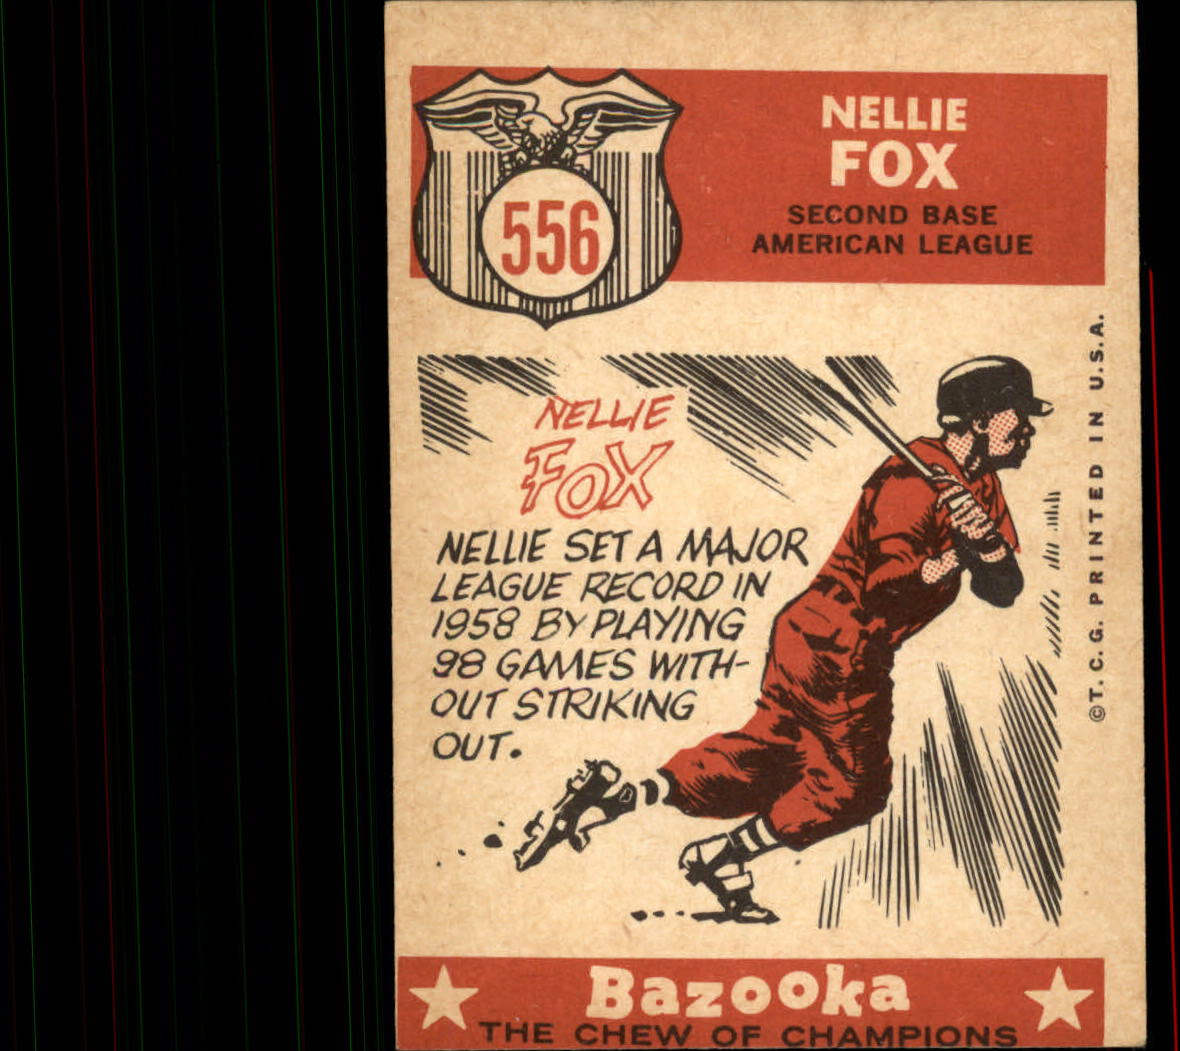 556
NELLIE
FOX
SECOND BASE
AMERICAN LEAGUE
NELLIE
FOX
NELLIE SET A MAJOR
LEAGUE RECORD IN
1958 BY PLAYING
98 GAMES WITH-
OUT STRIKING
OUT.
©T. C. G. PRINTED IN U.S.A.
Bazooka
THE CHEW OF CHAMPIONS